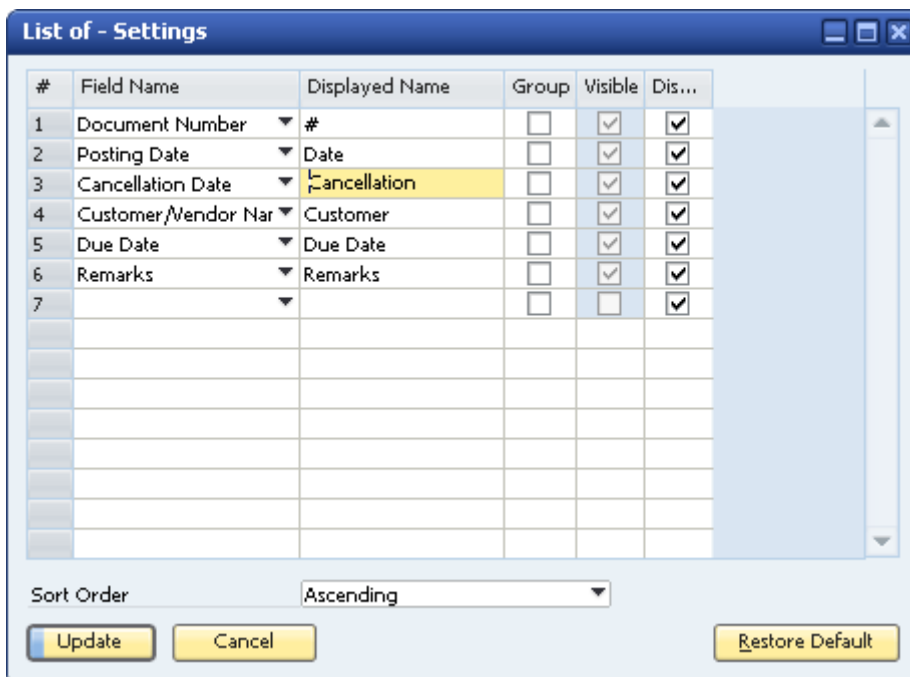 List of - Settings
# Field Name Displayed Name Group Visible Dis...
1 Document Number #
2 Posting Date Date
3 Cancellation Date Cancellation
4 Customer/Vendor Nar Customer
5 Due Date Due Date
6 Remarks Remarks
7
Sort Order Ascending
Update Cancel Restore Default